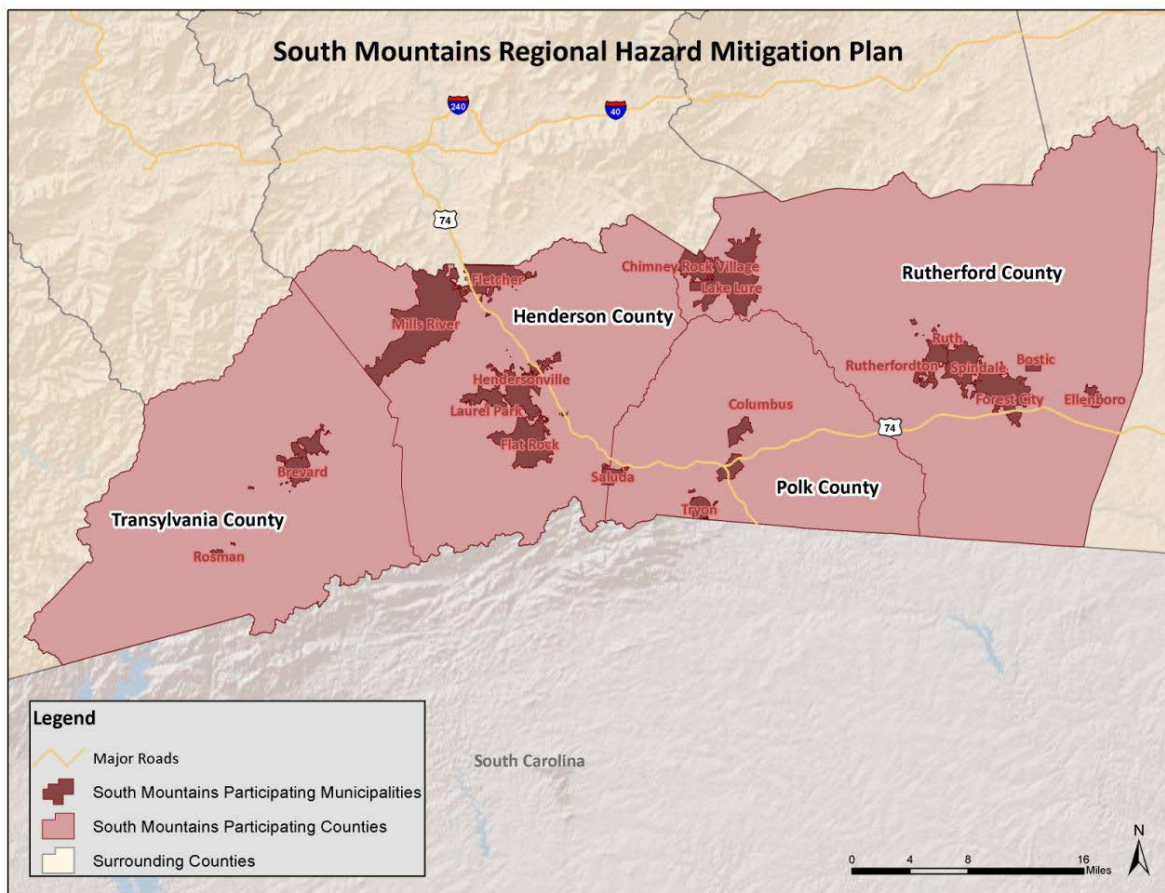 South Mountains Regional Hazard Mitigation Plan
240
40
74
Chimney Rock Village
Rutherford County
Fletcher
Lake Lure
Henderson County
Mills River
Ruth
Rutherfordton
Spindale
Bostic
Hendersonville
Forest City
Ellenboro
Laurel Park
Columbus
74
Flat Rock
Brevard
Saluda
Polk County
Tryon
Transylvania County
Rosman
Legend
Major Roads
South Mountains Participating Municipalities
South Mountains Participating Counties
Surrounding Counties
South Carolina
N
0 4 8 16
Miles